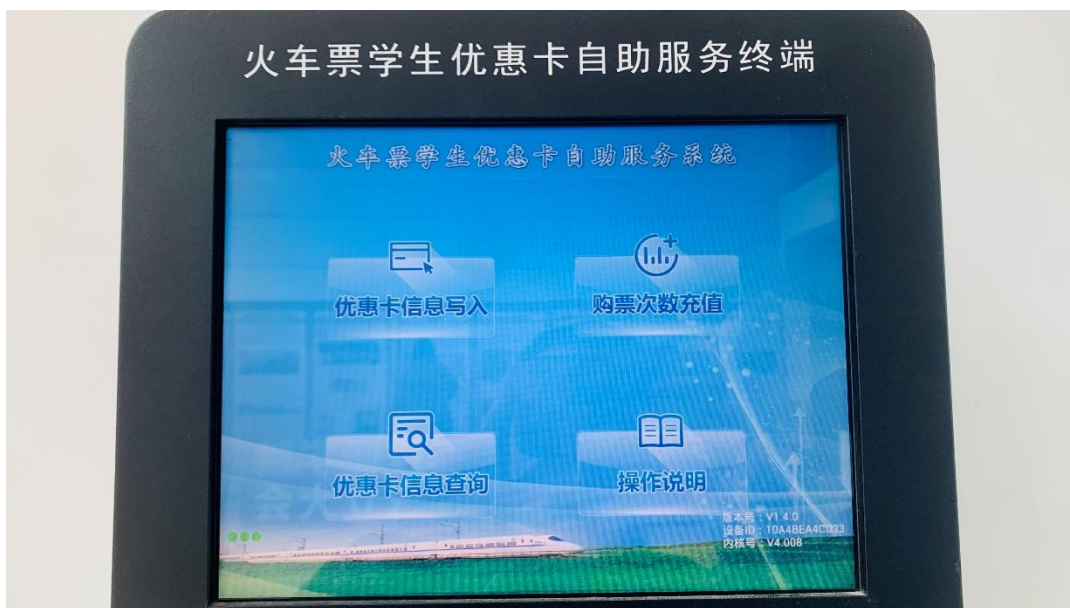 火车票学生优惠卡自助服务终端
火车票学生优惠卡自助服务系统
优惠卡信息写入
购票次数充值
优惠卡信息查询
操作说明
版本号：V1.4.0
设备ID：10A4BEA4CD33
内核号：V4.008